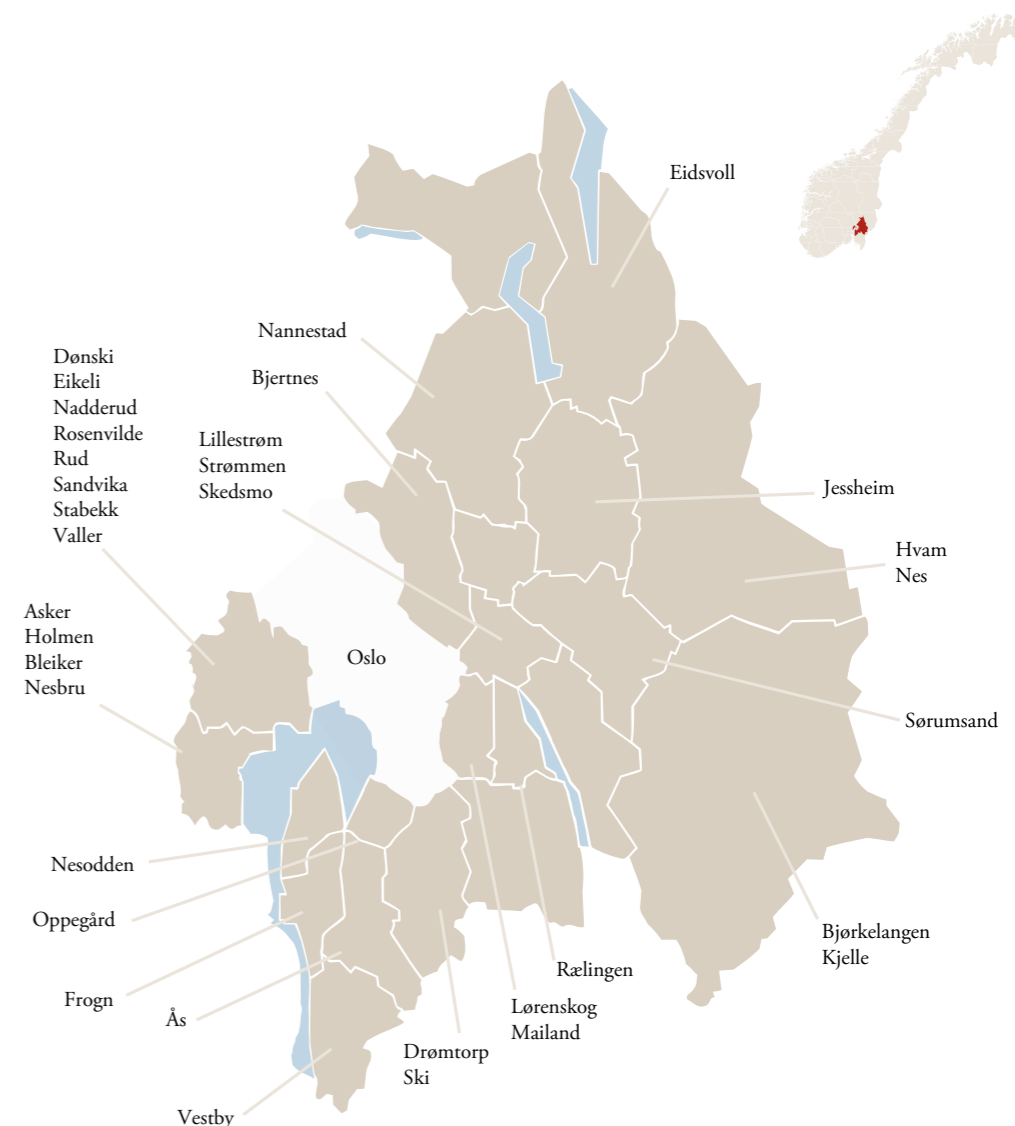 Eidsvoll
Nannestad
Bjertnes
Dønski
Eikeli
Nadderud
Rosenvilde
Rud
Sandvika
Stabekk
Valler
Lillestrøm
Strømmen
Skedsmo
Jessheim
Hvam
Nes
Asker
Holmen
Bleiker
Nesbru
Oslo
Sørumsand
Nesodden
Oppegård
Frogn
Ås
Vestby
Drømtorp
Ski
Lørenskog
Mailand
Rælingen
Bjørkelangen
Kjelle